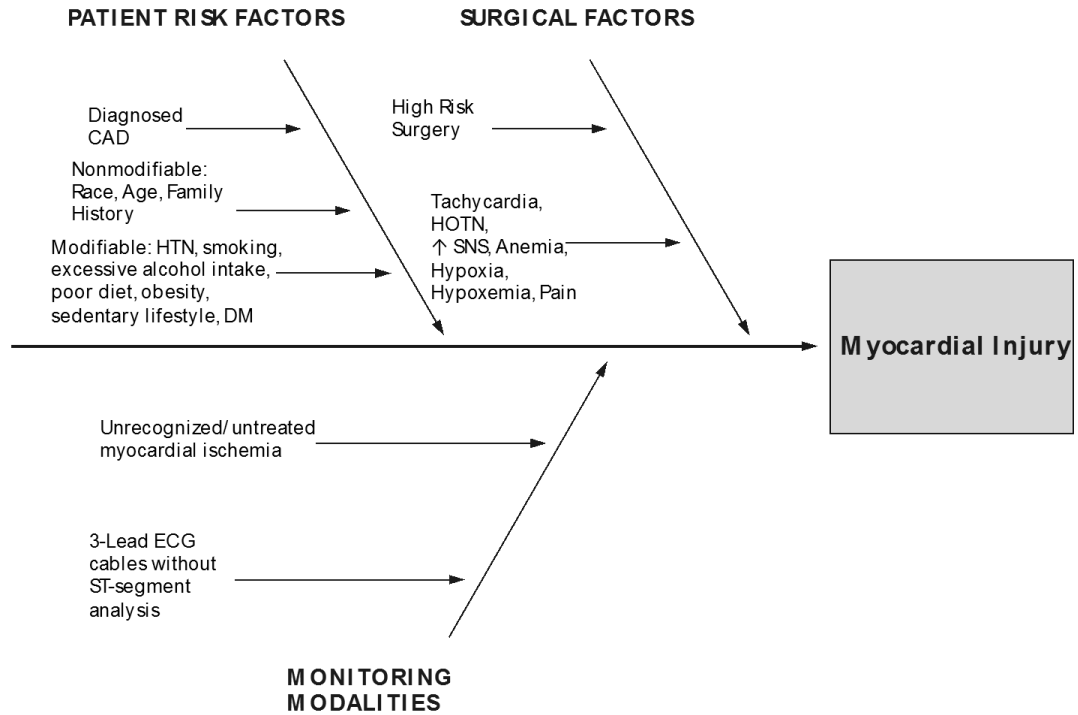 PATIENT RISK FACTORS
SURGICAL FACTORS
Diagnosed
CAD
Nonmodifiable:
Race, Age, Family
History
Modifiable: HTN, smoking,
excessive alcohol intake,
poor diet, obesity,
sedentary lifestyle, DM
High Risk
Surgery
Tachycardia,
HOTN,
↑ SNS, Anemia,
Hypoxia,
Hypoxemia, Pain
Myocardial Injury
Unrecognized/untreated
myocardial ischemia
3-Lead ECG
cables without
ST-segment
analysis
MONITORING
MODALITIES